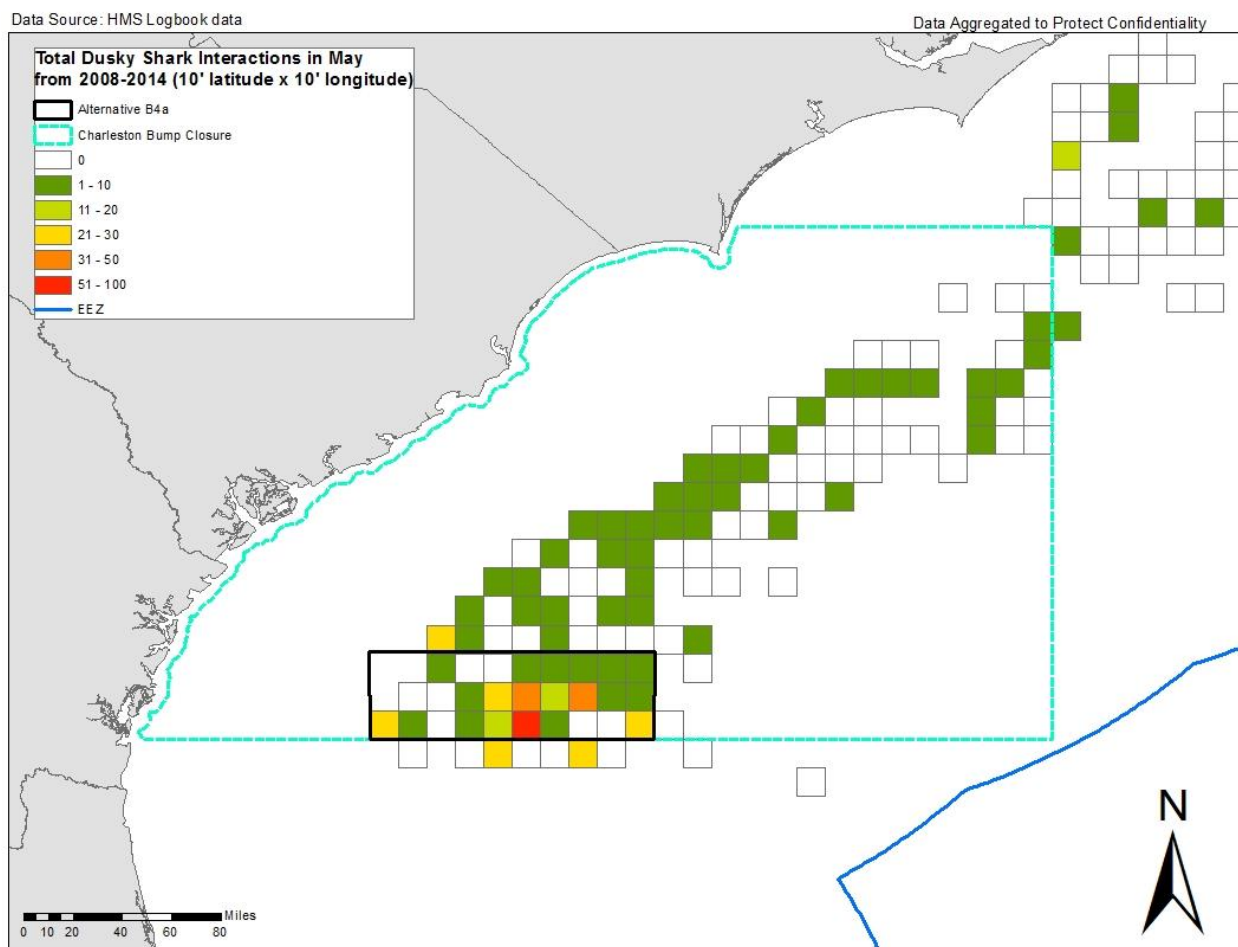 Data Source: HMS Logbook data
Data Aggregated to Protect Confidentiality
Total Dusky Shark Interactions in May
from 2008-2014 (10' latitude x 10' longitude)
Alternative B4a
Charleston Bump Closure
0
1 - 10
11 - 20
21 - 30
31 - 50
51 - 100
EEZ
N
Miles
0 10 20 40 60 80